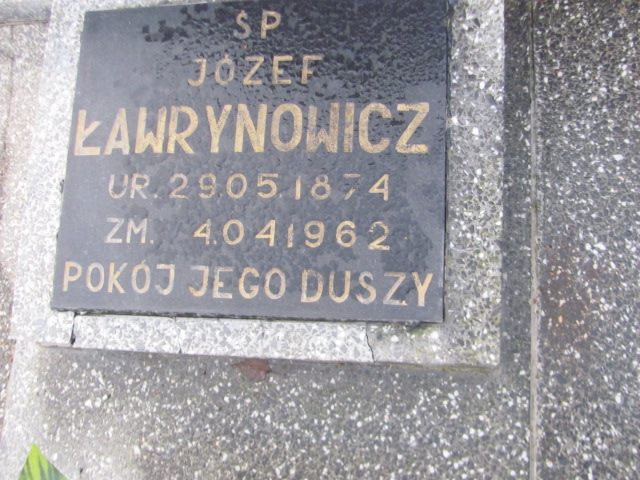 ŚP
JÓZEF
ŁAWRYNOWICZ
UR. 29.05.1874
ZM. 4.04.1962
POKÓJ JEGO DUSZY